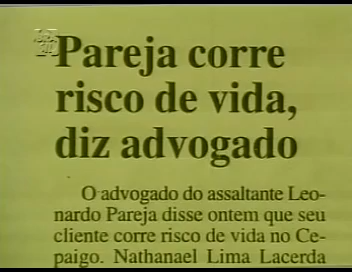 Pareja corre
risco de vida,
diz advogado
O advogado do assaltante Leo-
nardo Pareja disse ontem que seu
cliente corre risco de vida no Ce-
paigo. Nathanael Lima Lacerda